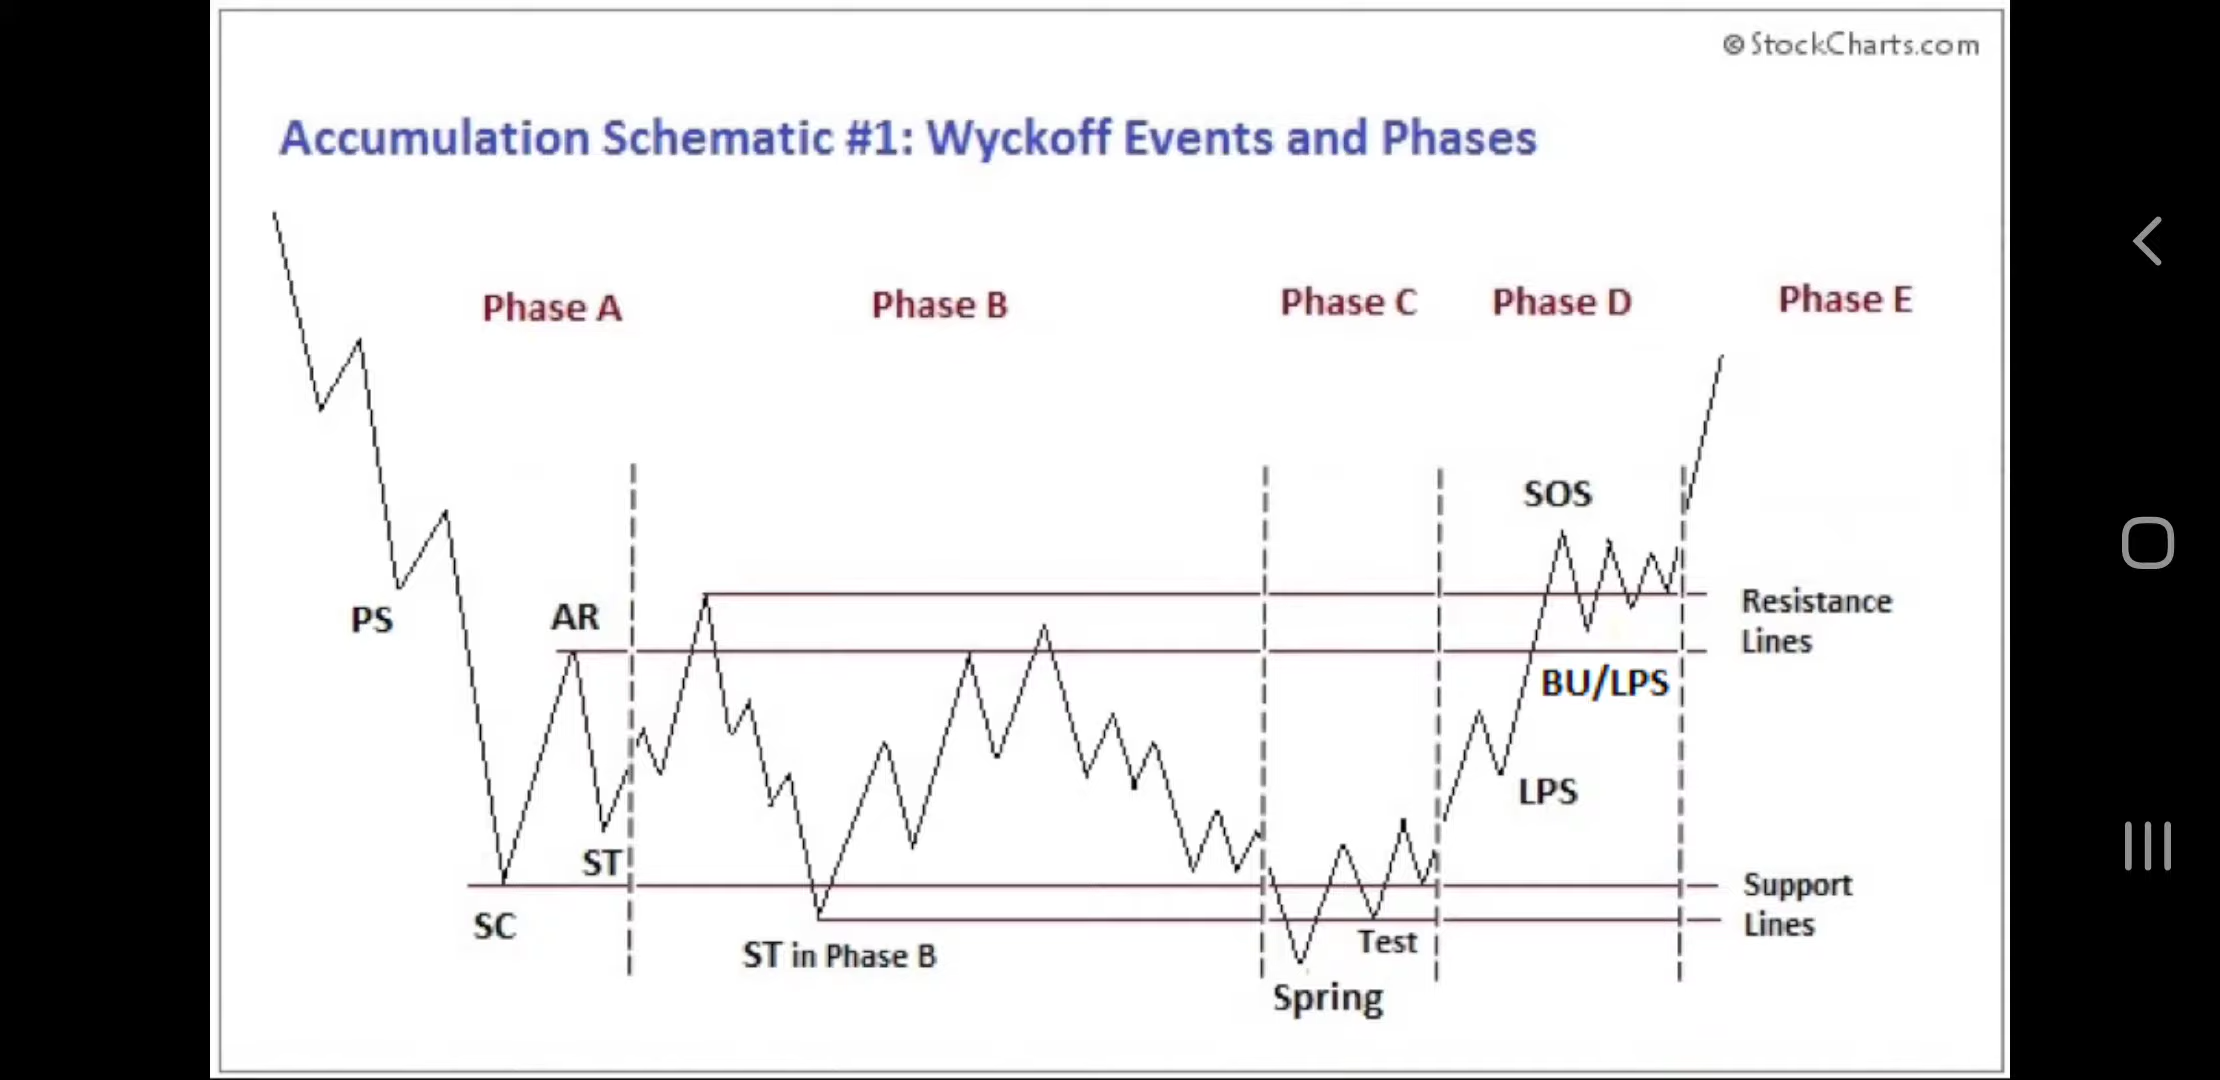 © StockCharts.com
Accumulation Schematic #1: Wyckoff Events and Phases
Phase A
Phase B
Phase C
Phase D
Phase E
SOS
PS
AR
Resistance
Lines
BU/LPS
LPS
ST
SC
Support
Lines
ST in Phase B
Test
Spring